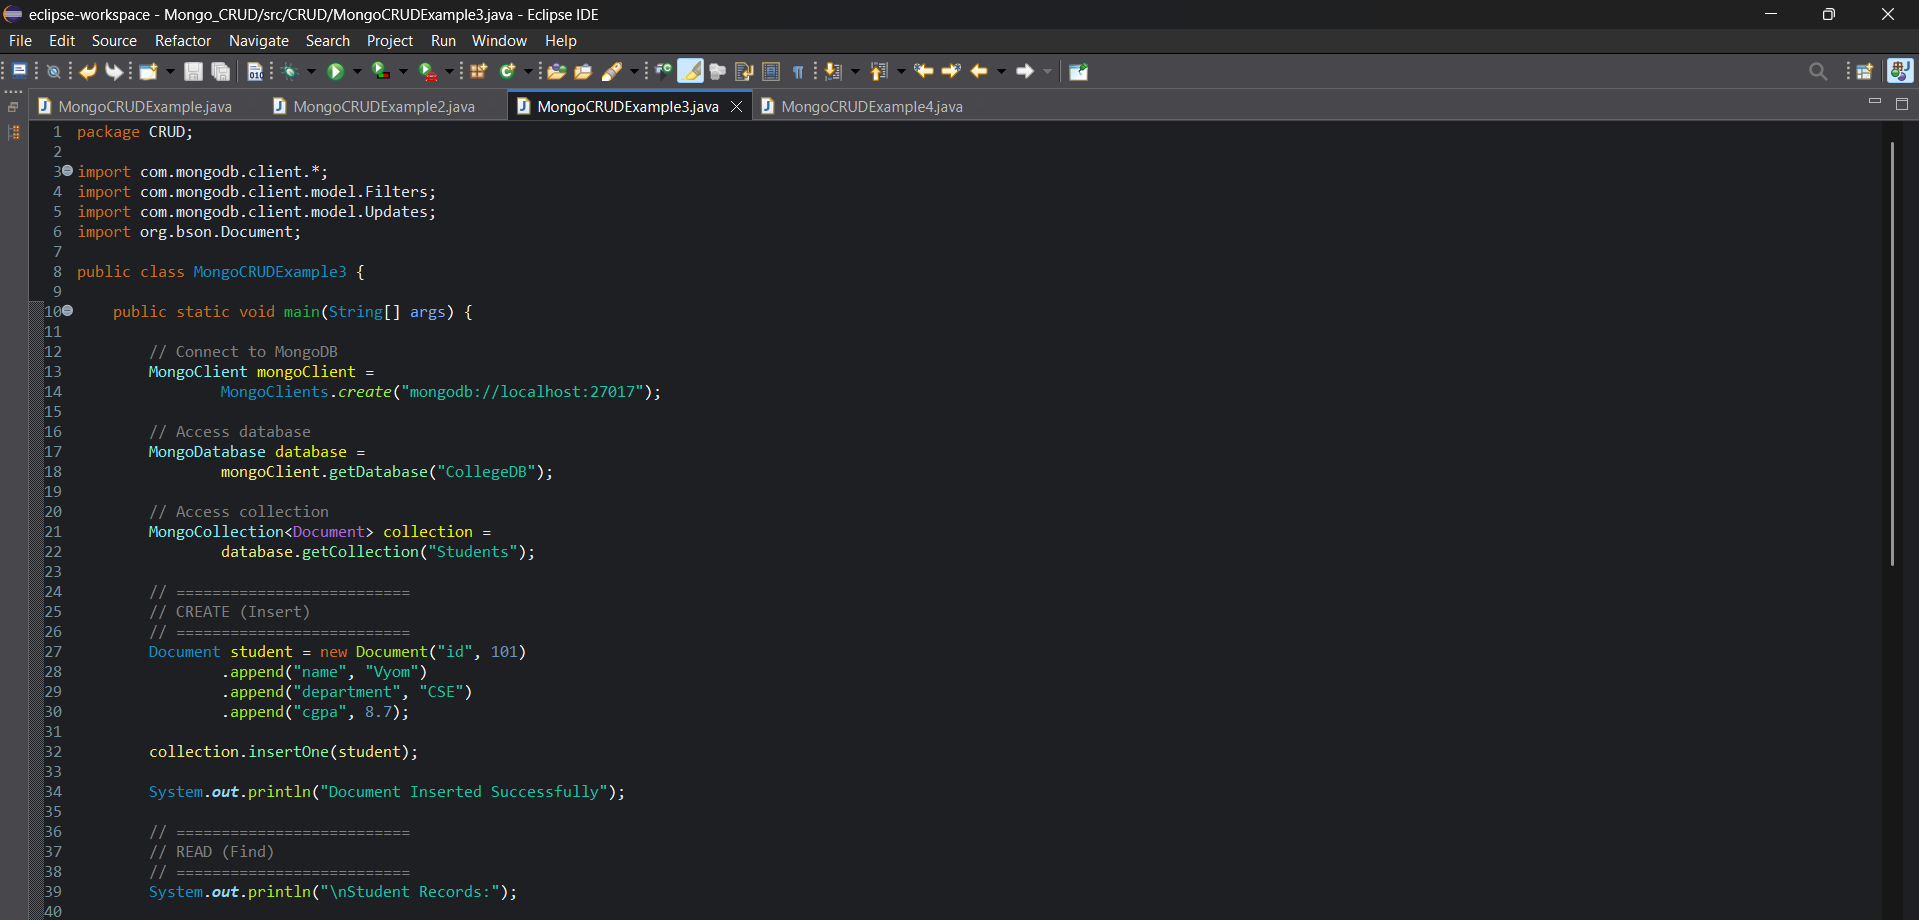 eclipse-workspace - Mongo_CRUD/src/CRUD/MongoCRUDExample3.java - Eclipse IDE
File Edit Source Refactor Navigate Search Project Run Window Help
MongoCRUDExample.java MongoCRUDExample2.java MongoCRUDExample3.java MongoCRUDExample4.java
1 package CRUD;
2
3 import com.mongodb.client.*;
4 import com.mongodb.client.model.Filters;
5 import com.mongodb.client.model.Updates;
6 import org.bson.Document;
7
8 public class MongoCRUDExample3 {
9
10     public static void main(String[] args) {
11
12         // Connect to MongoDB
13         MongoClient mongoClient =
14                 MongoClients.create("mongodb://localhost:27017");
15
16         // Access database
17         MongoDatabase database =
18                 mongoClient.getDatabase("CollegeDB");
19
20         // Access collection
21         MongoCollection<Document> collection =
22                 database.getCollection("Students");
23
24         // ==========================
25         // CREATE (Insert)
26         // ==========================
27         Document student = new Document("id", 101)
28                 .append("name", "Vyom")
29                 .append("department", "CSE")
30                 .append("cgpa", 8.7);
31
32         collection.insertOne(student);
33
34         System.out.println("Document Inserted Successfully");
35
36         // ==========================
37         // READ (Find)
38         // ==========================
39         System.out.println("\nStudent Records:");
40